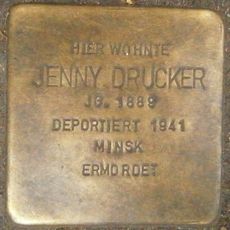 HIER WOHNTE
JENNY DRUCKER
JG. 1889
DEPORTIERT 1941
MINSK
ERMORDET